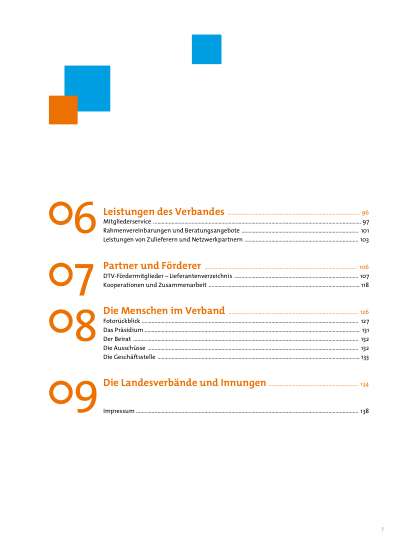 06
Leistungen des Verbandes 96
Mitgliederservice 97
Rahmenvereinbarungen und Beratungsangebote 101
Leistungen von Zulieferern und Netzwerkpartnern 103
07
Partner und Förderer 106
DTV-Fördermitglieder – Lieferantenverzeichnis 107
Kooperationen und Zusammenarbeit 118
08
Die Menschen im Verband 126
Fotorückblick 127
Das Präsidium 131
Der Beirat 132
Die Ausschüsse 132
Die Geschäftsstelle 133
09
Die Landesverbände und Innungen 134
Impressum 138